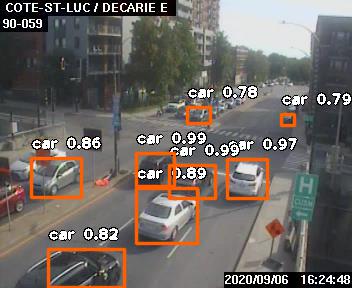 COTE-ST-LUC / DECARIE E
90-059
car 0.78
car 0.79
car 0.99
car 0.86
car 0.99
car 0.97
car 0.89
car 0.82
H
CUSM
2020/09/06 16:24:48